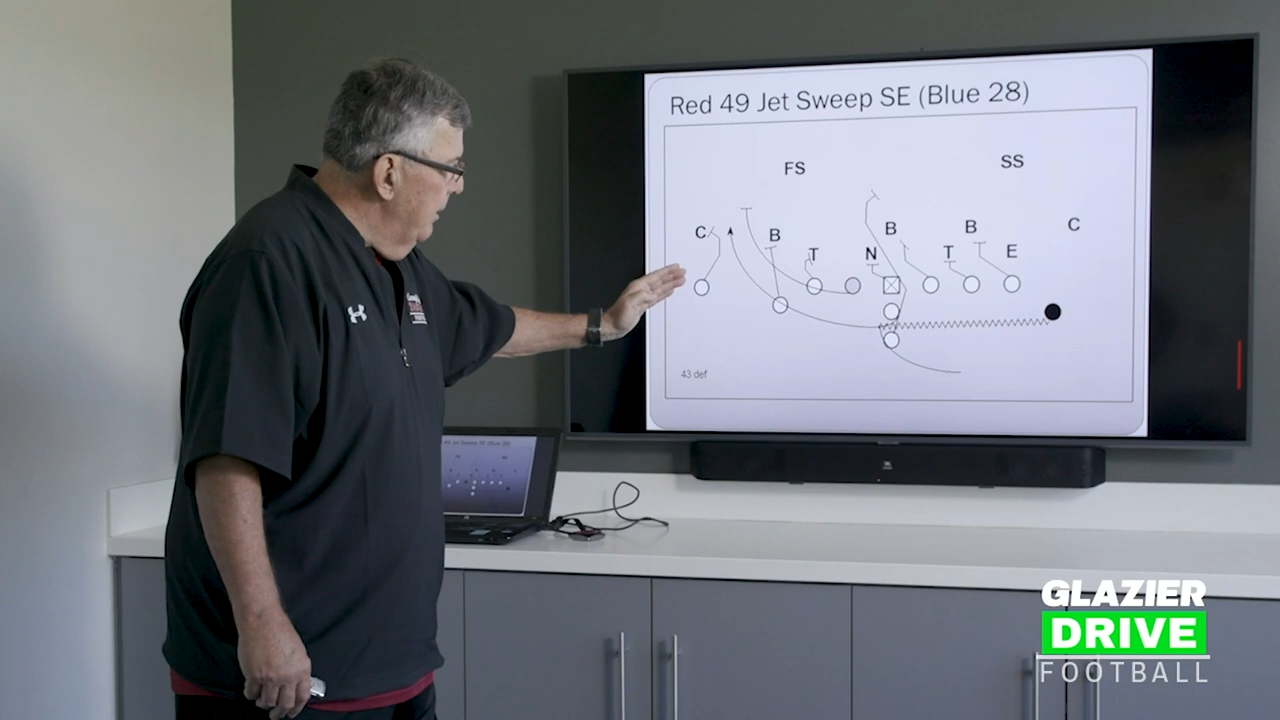 Red 49 Jet Sweep SE (Blue 28)
FS
SS
C
B
T
N
B
T
B
E
C
43 def
GLAZIER
DRIVE
FOOTBALL